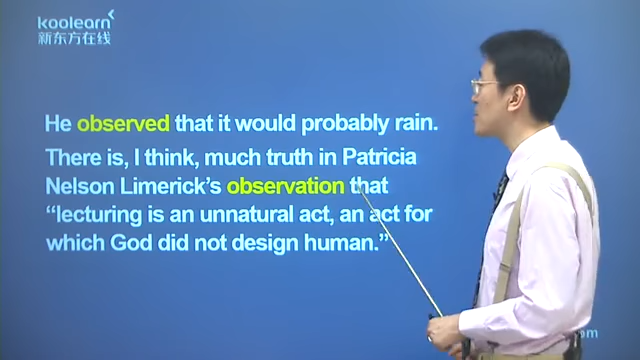 koolearn
新东方在线
He observed that it would probably rain.
There is, I think, much truth in Patricia
Nelson Limerick's observation that
“lecturing is an unnatural act, an act for
which God did not design human.”
om